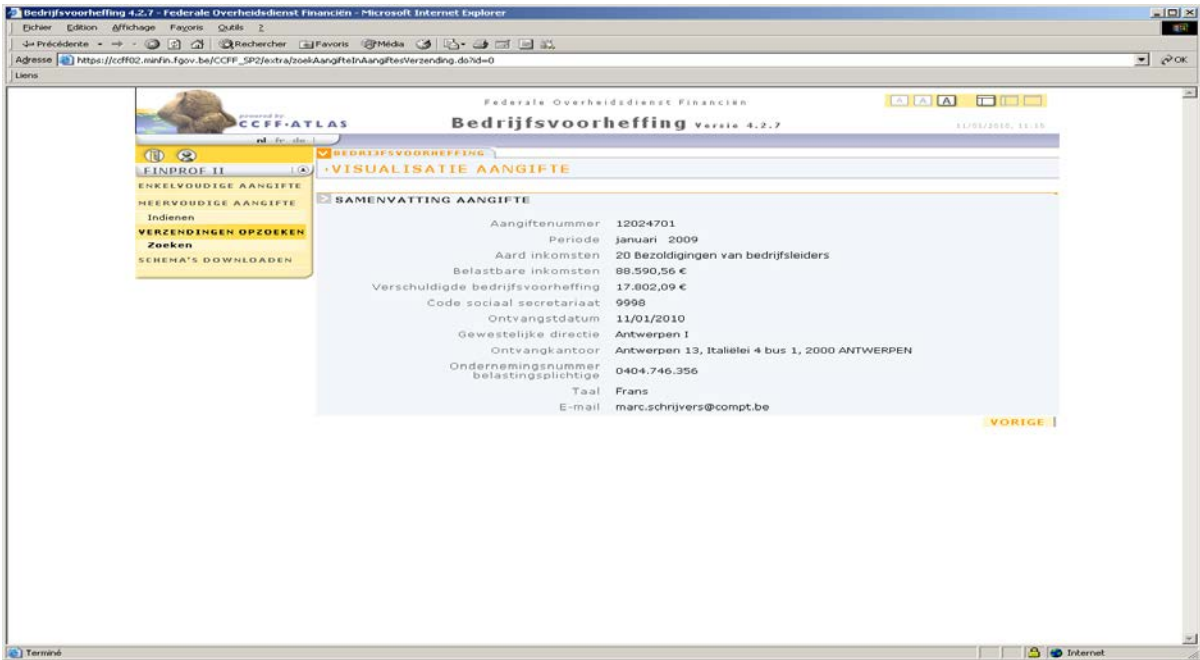 Bedrijfsvoorheffing 4.2.7 - Federale Overheidsdienst Financiën - Microsoft Internet Explorer
Fichier Edition Affichage Favoris Outils ?
Précédente Rechercher Favoris Média
Adresse https://ccff02.minfin.fgov.be/CCFF_SP2/extra/zoekAangifteInAangiftesVerzending.do?id=0 OK
Liens
Federale Overheidsdienst Financiën
powered by
CCFF-ATLAS
Bedrijfsvoorheffing Versie 4.2.7
11/01/2010, 11:15
nl fr de
BEDRIJFSVOORHEFFING
FINPROF II
VISUALISATIE AANGIFTE
ENKELVOUDIGE AANGIFTE
MEERVOUDIGE AANGIFTE
Indienen
VERZENDINGEN OPZOEKEN
Zoeken
SCHEMA'S DOWNLOADEN
SAMENVATTING AANGIFTE
Aangiftenummer 12024701
Periode januari 2009
Aard inkomsten 20 Bezoldigingen van bedrijfsleiders
Belastbare inkomsten 88.590,56 €
Verschuldigde bedrijfsvoorheffing 17.802,09 €
Code sociaal secretariaat 9998
Ontvangstdatum 11/01/2010
Gewestelijke directie Antwerpen I
Ontvangkantoor Antwerpen 13, Italiëlei 4 bus 1, 2000 ANTWERPEN
Ondernemingsnummer
belastingsplichtige 0404.746.356
Taal Frans
E-mail marc.schrijvers@compt.be
VORIGE
Terminé Internet